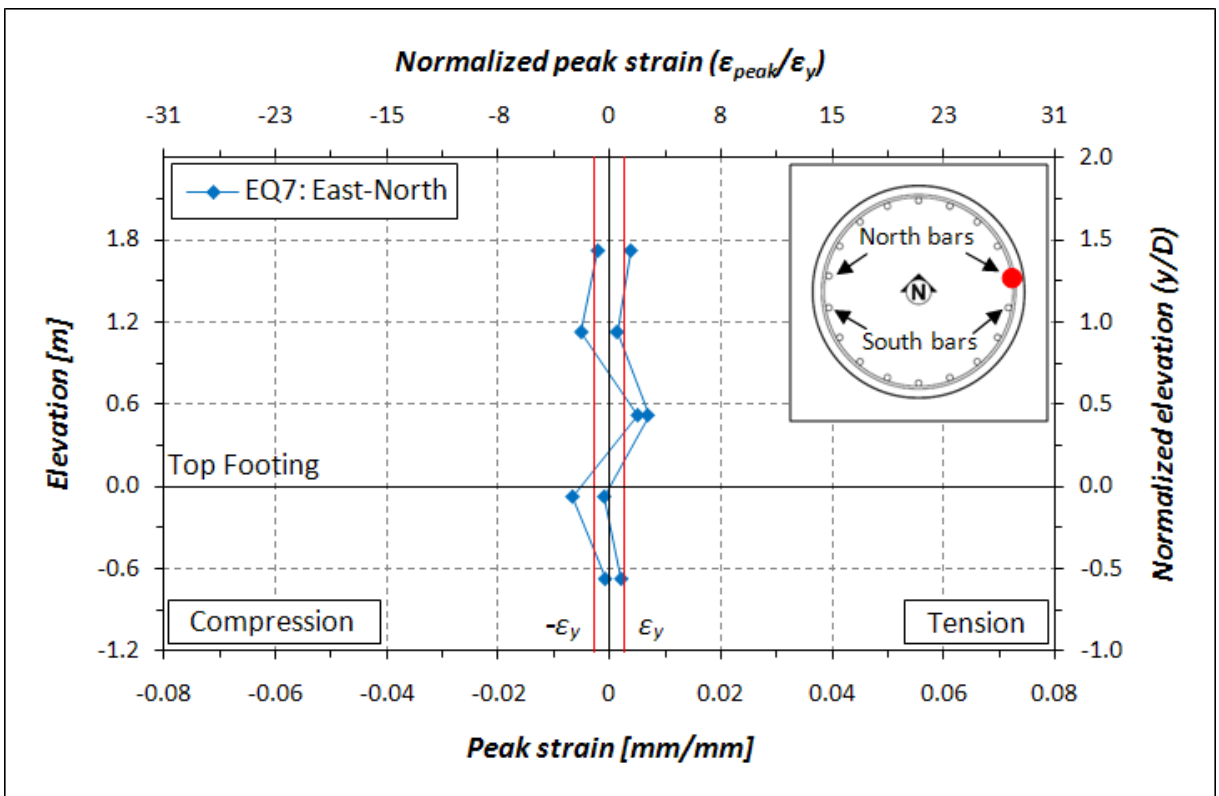 Normalized peak strain (εpeak/εy)
-31 -23 -15 -8 0 8 15 23 31
EQ7: East-North
2.0
1.8 1.5
1.2 1.0
0.6 0.5
0.0 0.0
-0.6 -0.5
-1.2 -1.0
Elevation [m]
Normalized elevation (y/D)
North bars
N
South bars
Top Footing
Compression
-εy
εy
Tension
-0.08 -0.06 -0.04 -0.02 0 0.02 0.04 0.06 0.08
Peak strain [mm/mm]